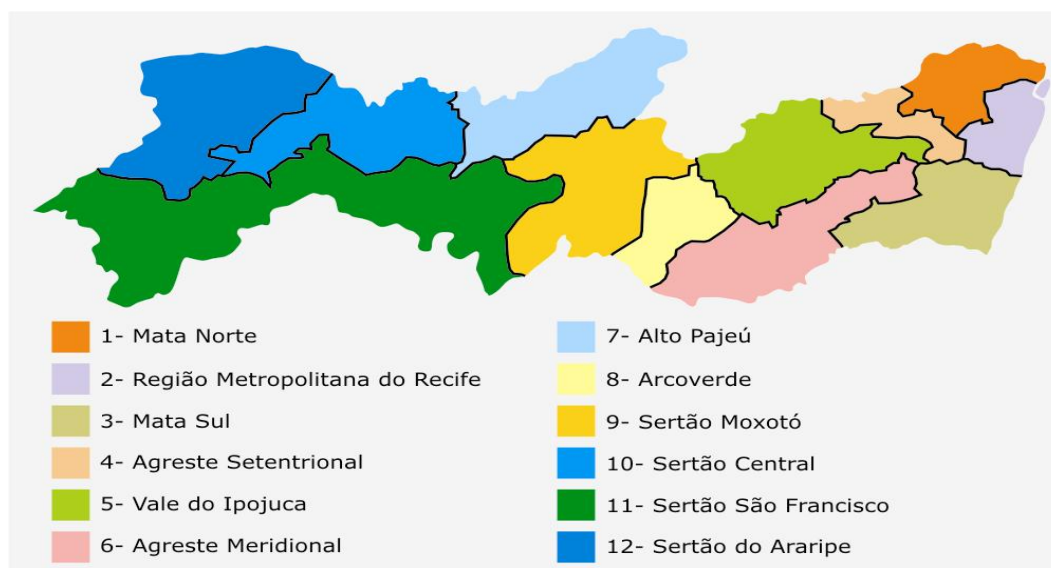 1- Mata Norte
2- Região Metropolitana do Recife
3- Mata Sul
4- Agreste Setentrional
5- Vale do Ipojuca
6- Agreste Meridional
7- Alto Pajeú
8- Arcoverde
9- Sertão Moxotó
10- Sertão Central
11- Sertão São Francisco
12- Sertão do Araripe